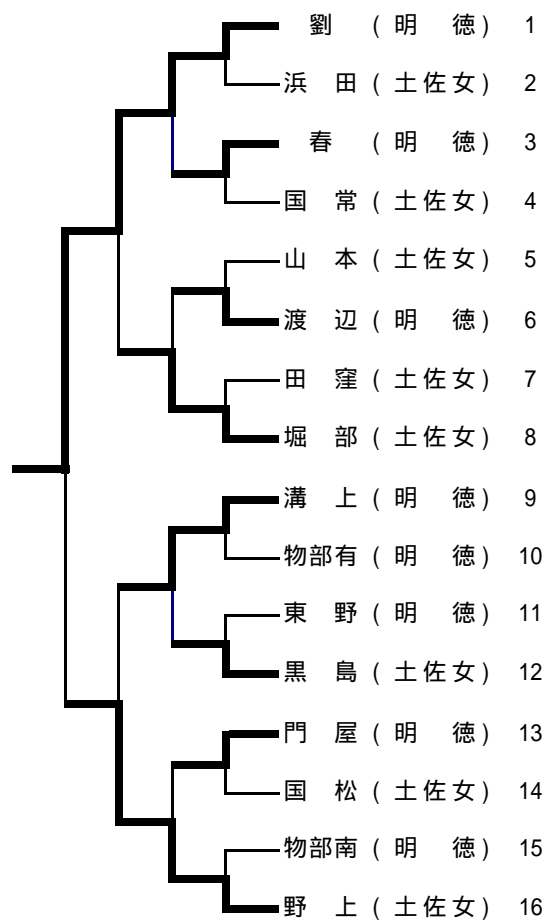 劉 (明 徳) 1
浜 田 (土佐女) 2
春 (明 徳) 3
国 常 (土佐女) 4
山 本 (土佐女) 5
渡 辺 (明 徳) 6
田 窪 (土佐女) 7
堀 部 (土佐女) 8
溝 上 (明 徳) 9
物部有 (明 徳) 10
東 野 (明 徳) 11
黒 島 (土佐女) 12
門 屋 (明 徳) 13
国 松 (土佐女) 14
物部南 (明 徳) 15
野 上 (土佐女) 16